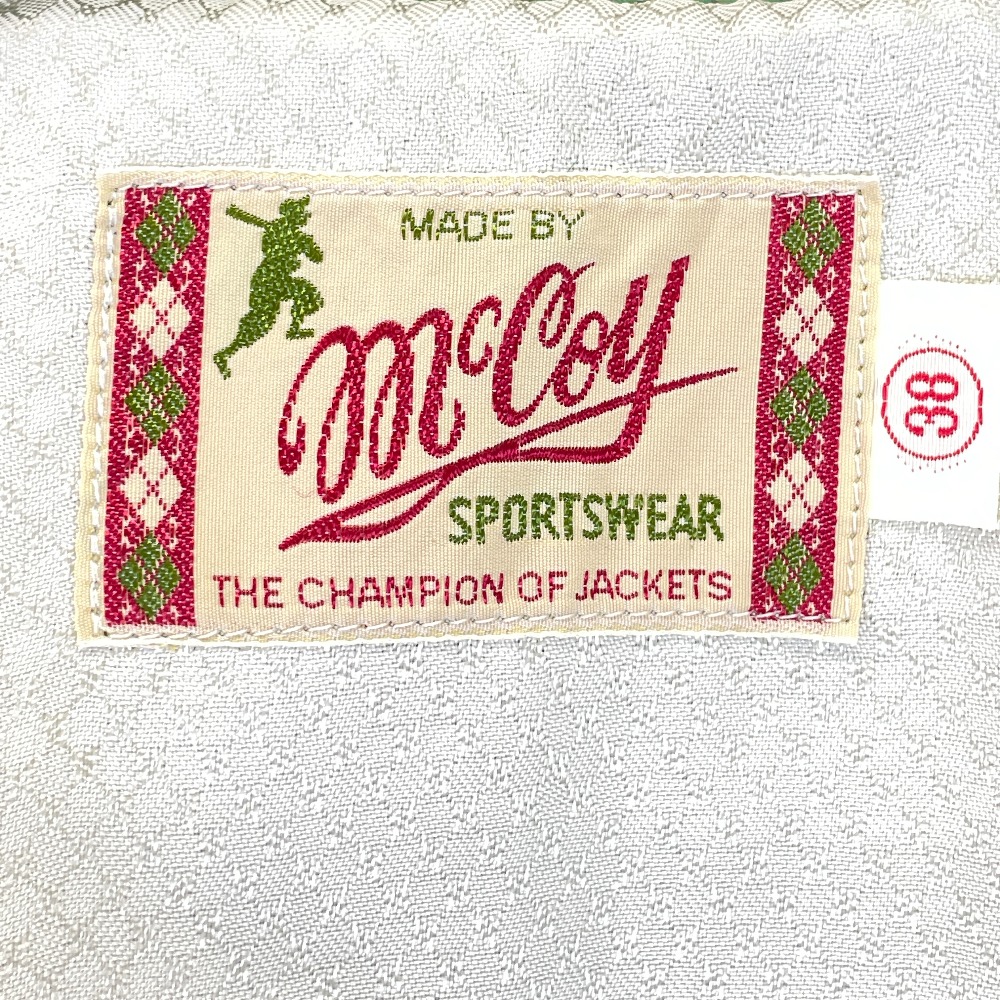 MADE BY
McCoy
SPORTSWEAR
THE CHAMPION OF JACKETS
38